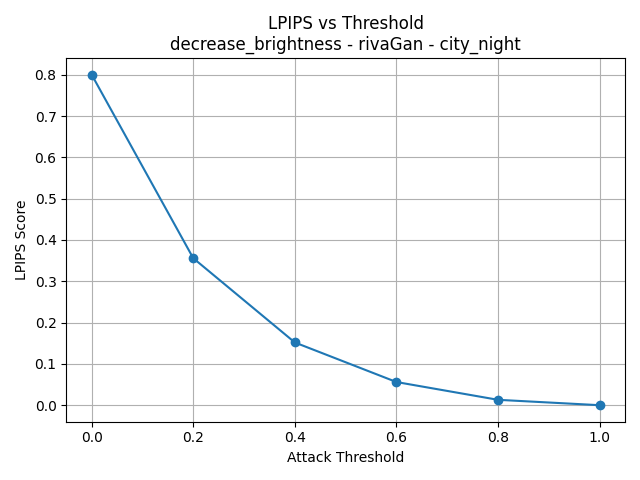 LPIPS vs Threshold
decrease_brightness - rivaGan - city_night
0.8
0.7
0.6
0.5
0.4
0.3
0.2
0.1
0.0
LPIPS Score
0.0 0.2 0.4 0.6 0.8 1.0
Attack Threshold